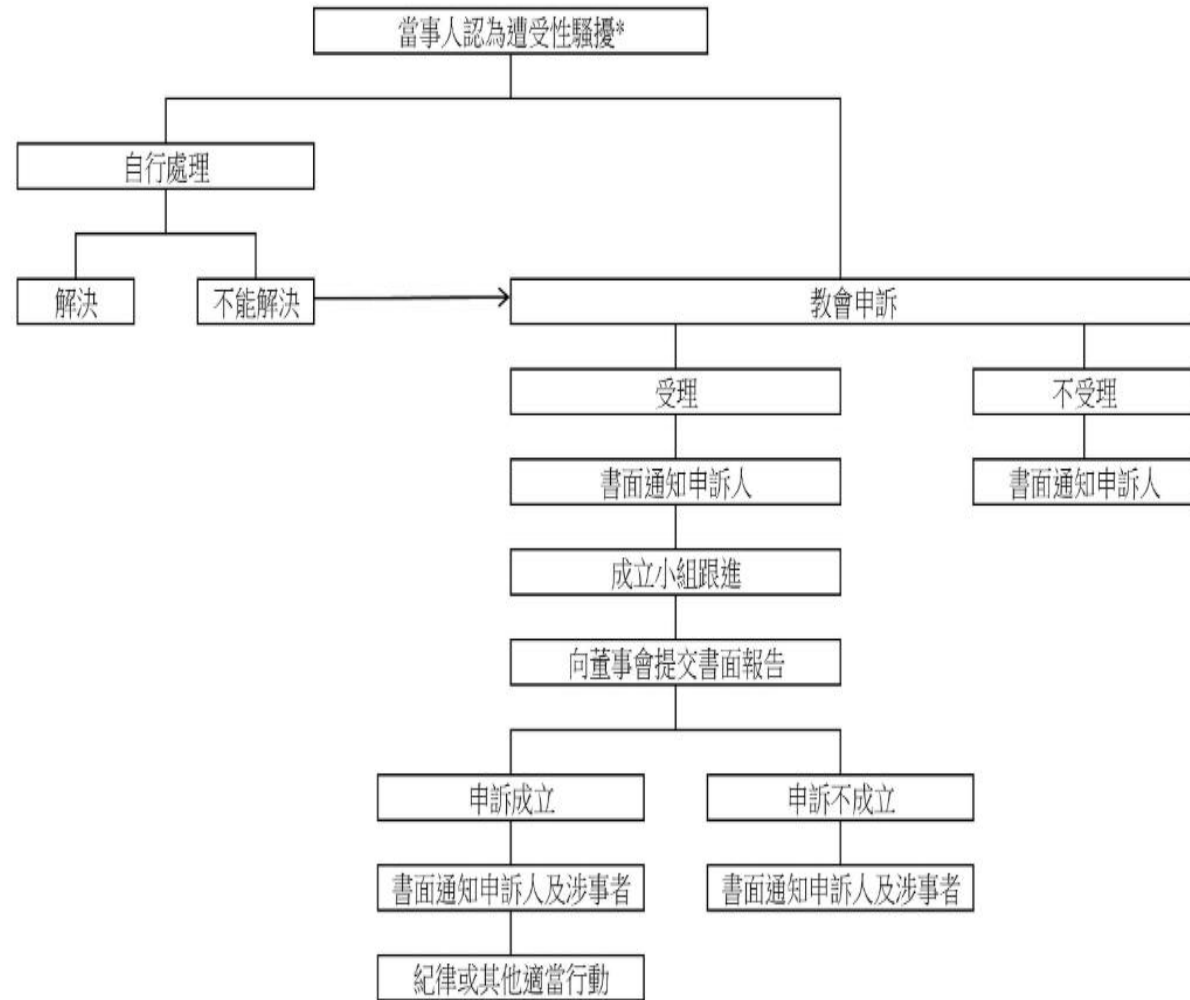 當事人認為遭受性騷擾*
自行處理
解決
不能解決
教會申訴
受理
不受理
書面通知申訴人
書面通知申訴人
成立小組跟進
向董事會提交書面報告
申訴成立
申訴不成立
書面通知申訴人及涉事者
書面通知申訴人及涉事者
紀律或其他適當行動